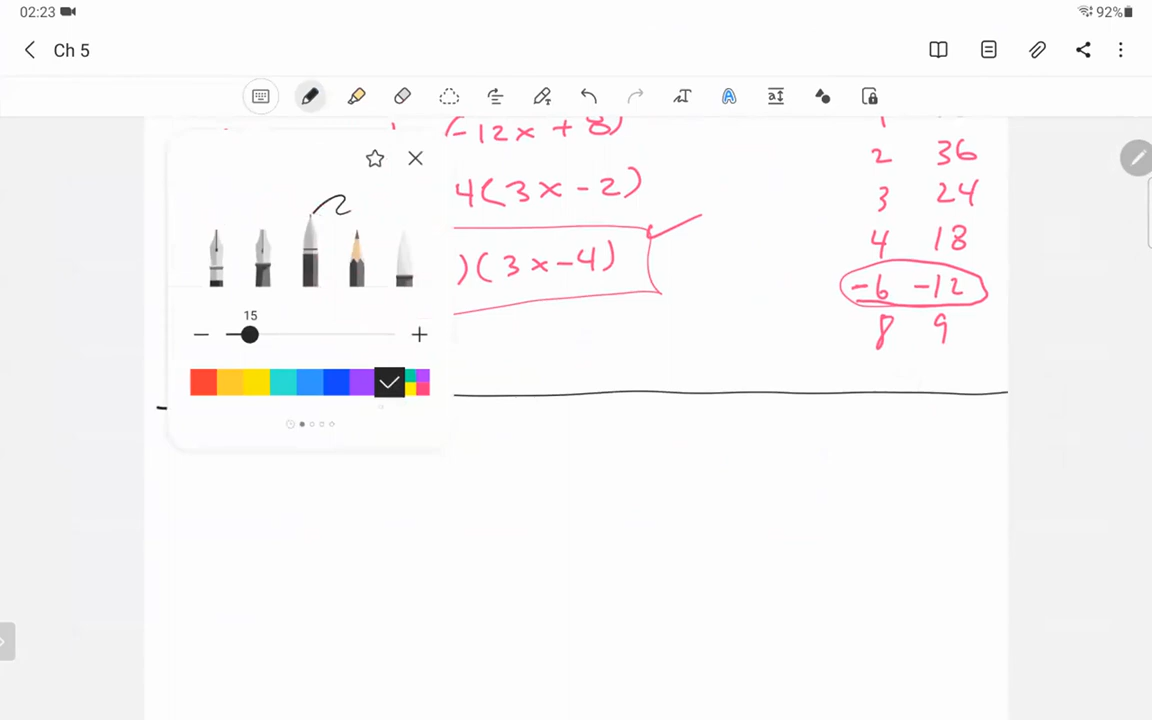 02:23 92%
Ch 5
(-12x + 8)
4(3x - 2)
)(3x-4)
15
2 36
3 24
4 18
-6 -12
8 9